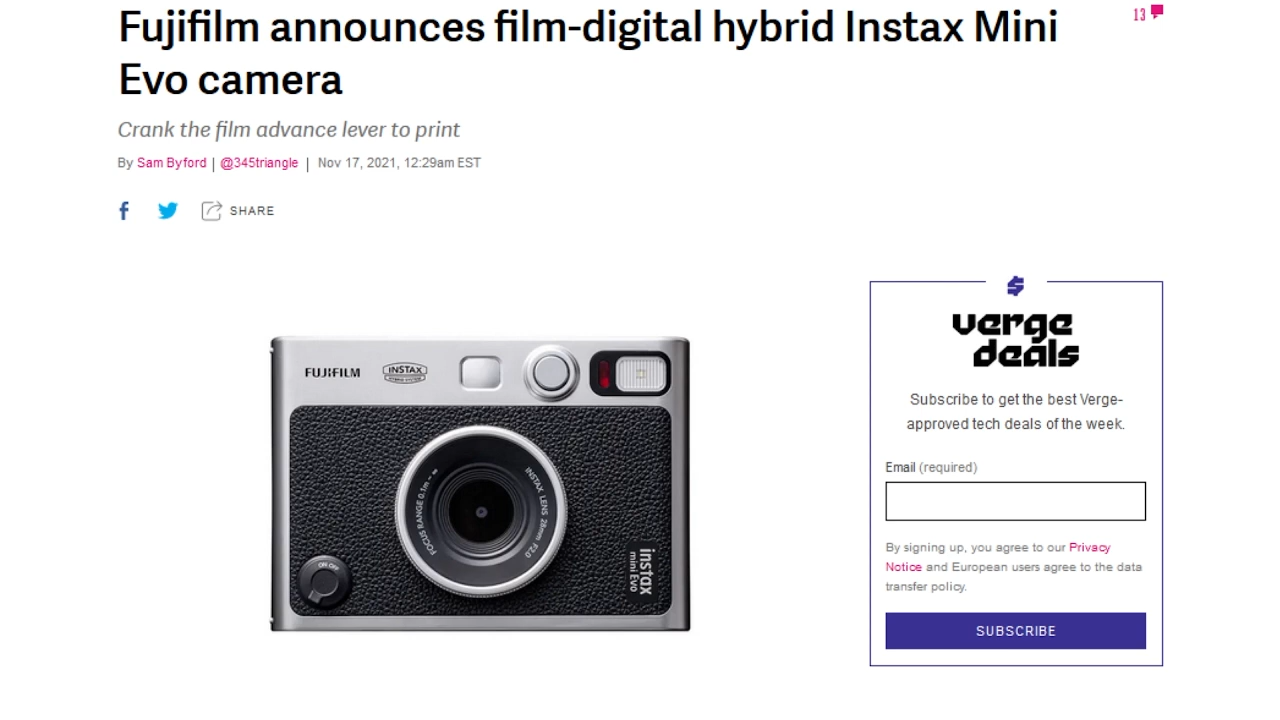 Fujifilm announces film-digital hybrid Instax Mini
Evo camera
13
Crank the film advance lever to print
By Sam Byford | @345triangle | Nov 17, 2021, 12:29am EST
SHARE
FUJIFILM
INSTAX
HYBRID SYSTEM
FOCUS RANGE 0.1m ~ ∞
INSTAX LENS 28mm F2.0
ON OFF
instax
mini Evo
verge
deals
Subscribe to get the best Verge-
approved tech deals of the week.
Email (required)
By signing up, you agree to our Privacy
Notice and European users agree to the data
transfer policy.
SUBSCRIBE